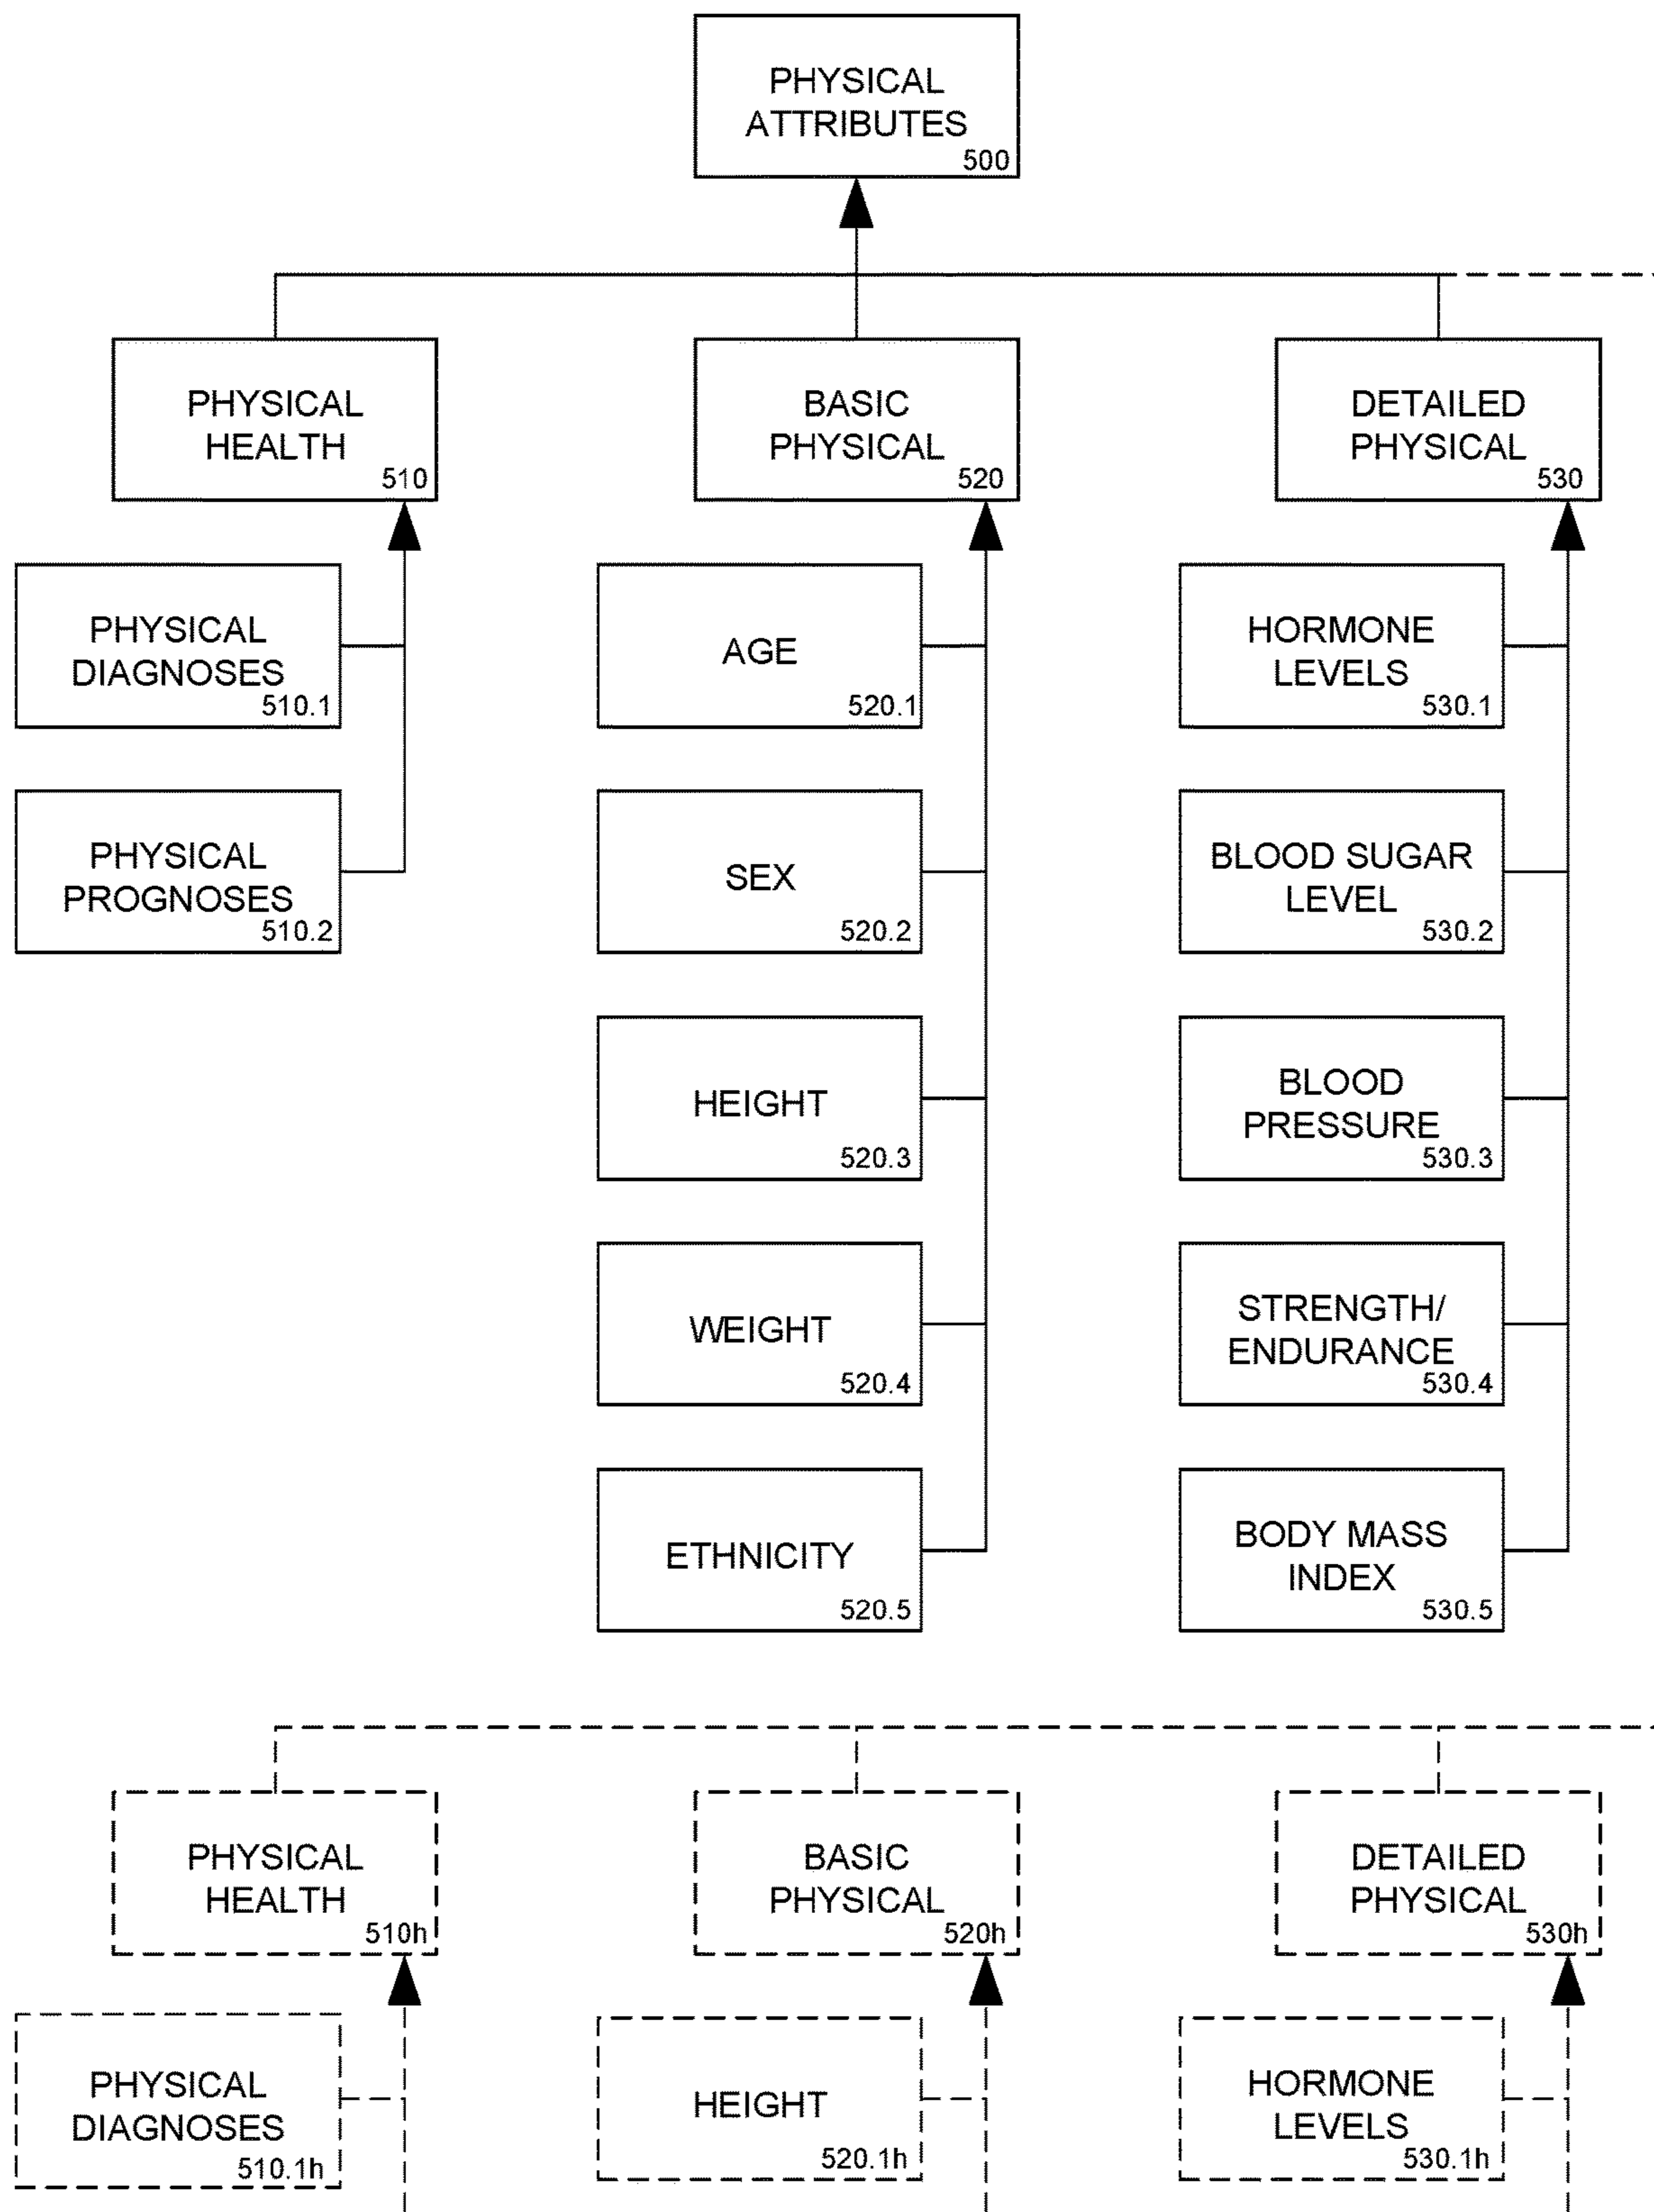 PHYSICAL
ATTRIBUTES
500
PHYSICAL
HEALTH
510
BASIC
PHYSICAL
520
DETAILED
PHYSICAL
530
PHYSICAL
DIAGNOSES
510.1
AGE
520.1
HORMONE
LEVELS
530.1
PHYSICAL
PROGNOSES
510.2
SEX
520.2
BLOOD SUGAR
LEVEL
530.2
HEIGHT
520.3
BLOOD
PRESSURE
530.3
WEIGHT
520.4
STRENGTH/
ENDURANCE
530.4
ETHNICITY
520.5
BODY MASS
INDEX
530.5
PHYSICAL
HEALTH
510h
BASIC
PHYSICAL
520h
DETAILED
PHYSICAL
530h
PHYSICAL
DIAGNOSES
510.1h
HEIGHT
520.1h
HORMONE
LEVELS
530.1h